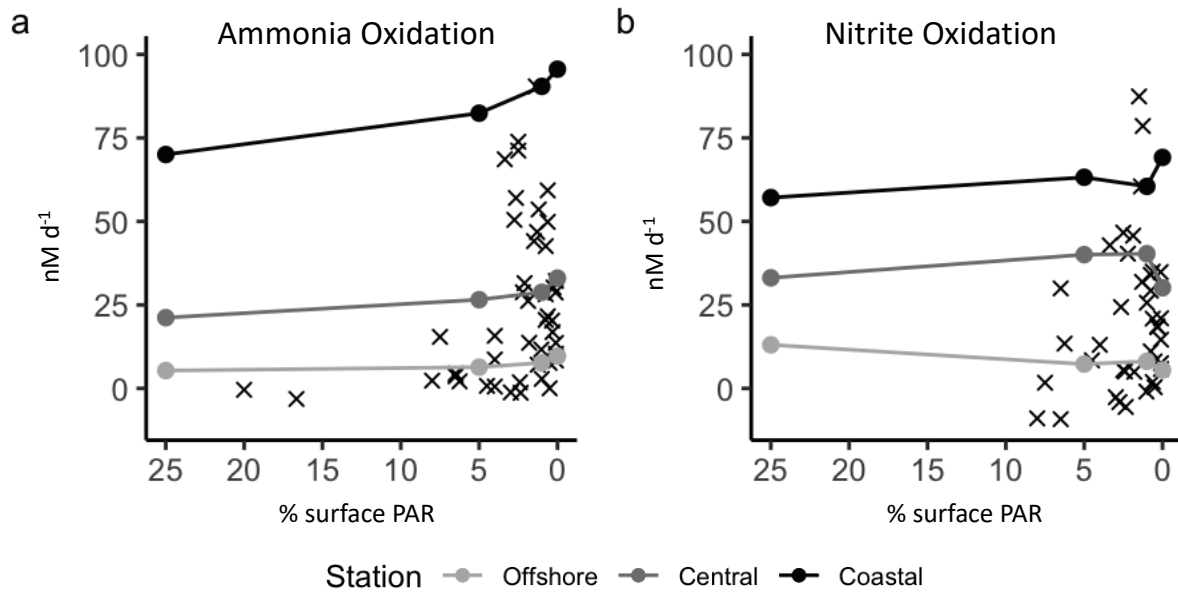 a
Ammonia Oxidation
100
75
50
25
0
nM d⁻¹
25 20 15 10 5 0
% surface PAR
b
Nitrite Oxidation
100
75
50
25
0
nM d⁻¹
25 20 15 10 5 0
% surface PAR
Station Offshore Central Coastal